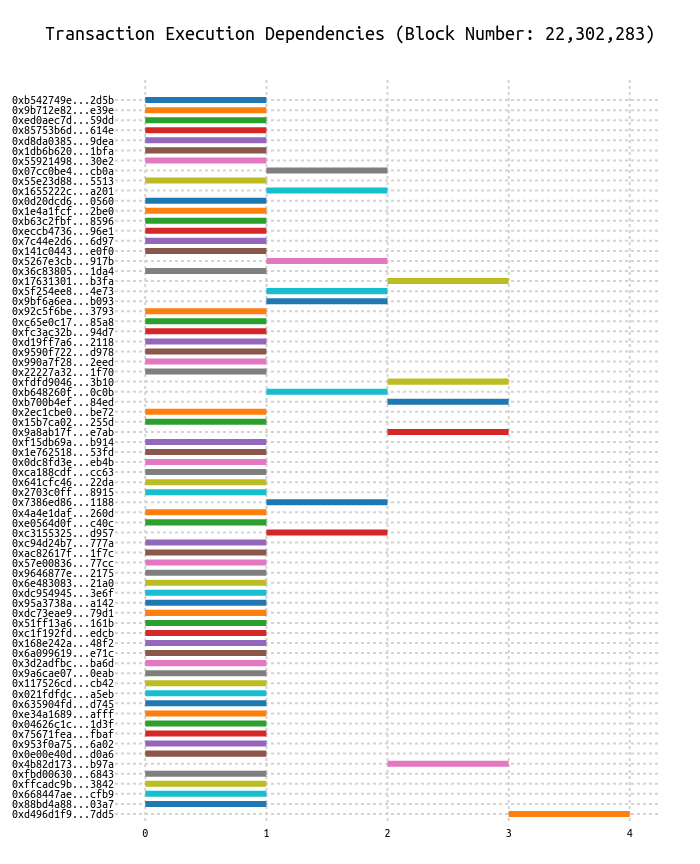 Transaction Execution Dependencies (Block Number: 22,302,283)
0xb542749e...2d5b
0x9b712e82...e39e
0xed0aec7d...59dd
0x85753b6d...614e
0xd8da0385...9dea
0x1db6b620...1bfa
0x55921498...30e2
0x07cc0be4...cb0a
0x55e23d88...5513
0x1655222c...a201
0x0d20dcd6...0560
0x1e4a1fcf...2be0
0xb63c2fbf...8596
0xeccb4736...96e1
0x7c44e2d6...6d97
0x141c0443...e0f0
0x5267e3cb...917b
0x36c83805...1da4
0x17631301...b3fa
0x5f254ee8...4e73
0x9bf6a6ea...b093
0x92c5f6be...3793
0xc65e0c17...85a8
0xfc3ac32b...94d7
0xd19ff7a6...2118
0x9590f722...d978
0x990a7f28...2eed
0x22227a32...1f70
0xfdfd9046...3b10
0xb648260f...0c0b
0xb700b4ef...84ed
0x2ec1cbe0...be72
0x15b7ca02...255d
0x9a8ab17f...e7ab
0xf15db69a...b914
0x1e762518...53fd
0x0dc8fd3e...eb4b
0xca188cdf...cc63
0x641cfc46...22da
0x2703c0ff...8915
0x7386ed86...1188
0x4a4e1daf...260d
0xe0564d0f...c40c
0xc3155325...d957
0xc94d24b7...777a
0xac82617f...1f7c
0x57e00836...77cc
0x9646877e...2175
0x6e483083...21a0
0xdc954945...3e6f
0x95a3738a...a142
0xdc73eae9...79d1
0x51ff13a6...161b
0xc1f192fd...edcb
0x168e242a...48f2
0x6a099619...e71c
0x3d2adfbc...ba6d
0x9a6cae07...0eab
0x117526cd...cb42
0x021fdfdc...a5eb
0x635904fd...d745
0xe34a1689...afff
0x04626c1c...1d3f
0x75671fea...fbaf
0x953f0a75...6a02
0x0e00e40d...d0a6
0x4b82d173...b97a
0xfbd00630...6843
0xffcadc9b...3842
0x668447ae...cfb9
0x88bd4a88...03a7
0xd496d1f9...7dd5
0 1 2 3 4